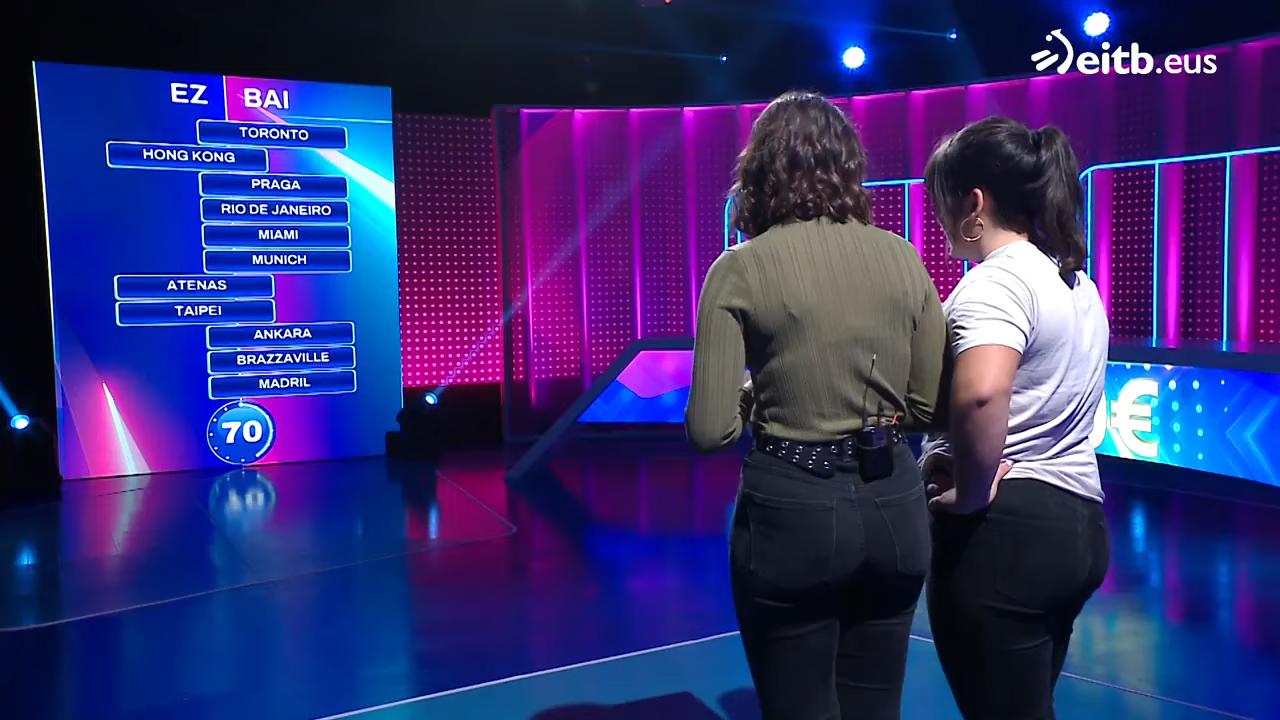 eitb.eus
EZ BAI
TORONTO
HONG KONG
PRAGA
RIO DE JANEIRO
MIAMI
MUNICH
ATENAS
TAIPEI
ANKARA
BRAZZAVILLE
MADRIL
70
€